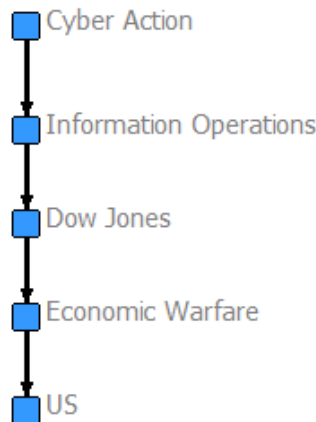 Cyber Action
Information Operations
Dow Jones
Economic Warfare
US